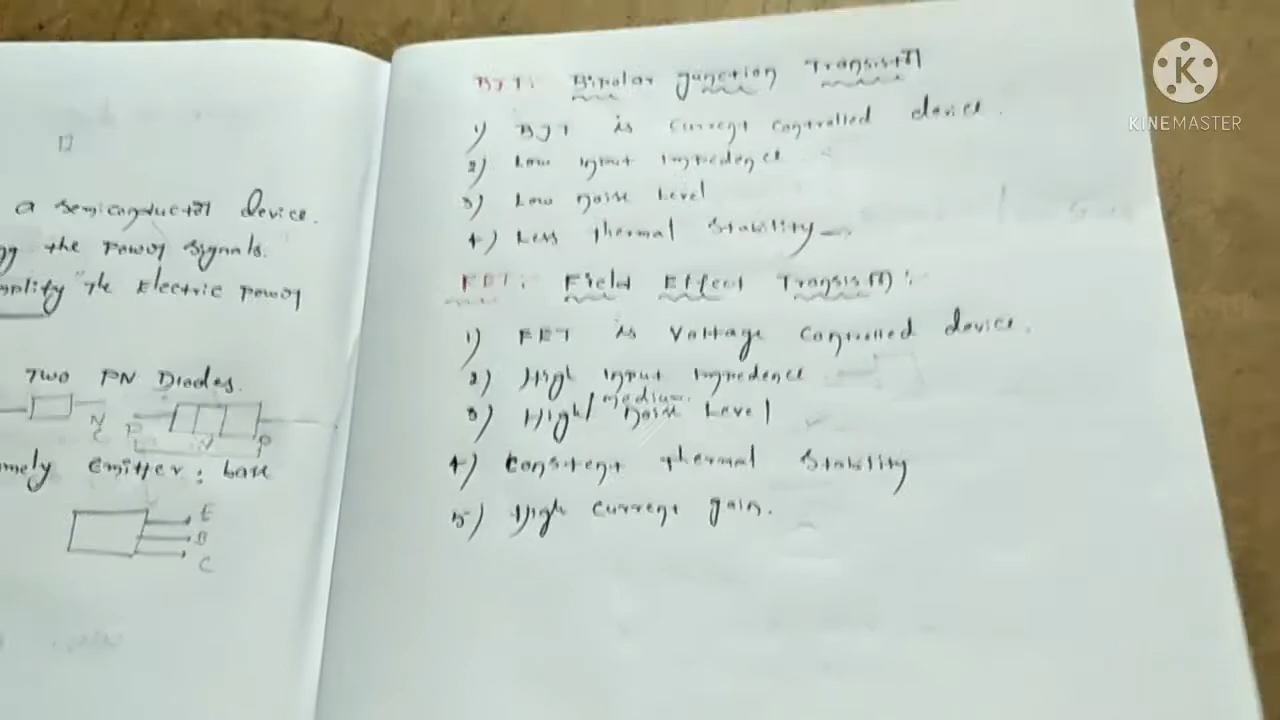 a semiconductor device.
the power signals.
mplify The Electric power
TWO PN Diodes.
N
C
P
N
P
mely emitter, base
E
B
C
BJT: Bipolar junction Transistor
1) BJT is current controlled device.
2) Low input impedence
3) Low noise Level
4) Less thermal stability
FET: Field Effect Transistor:
1) FET is Voltage controlled device.
2) High input impedence
3) High/medium noise Level
4) Constent thermal stability
5) High current gain.
K
KINEMASTER